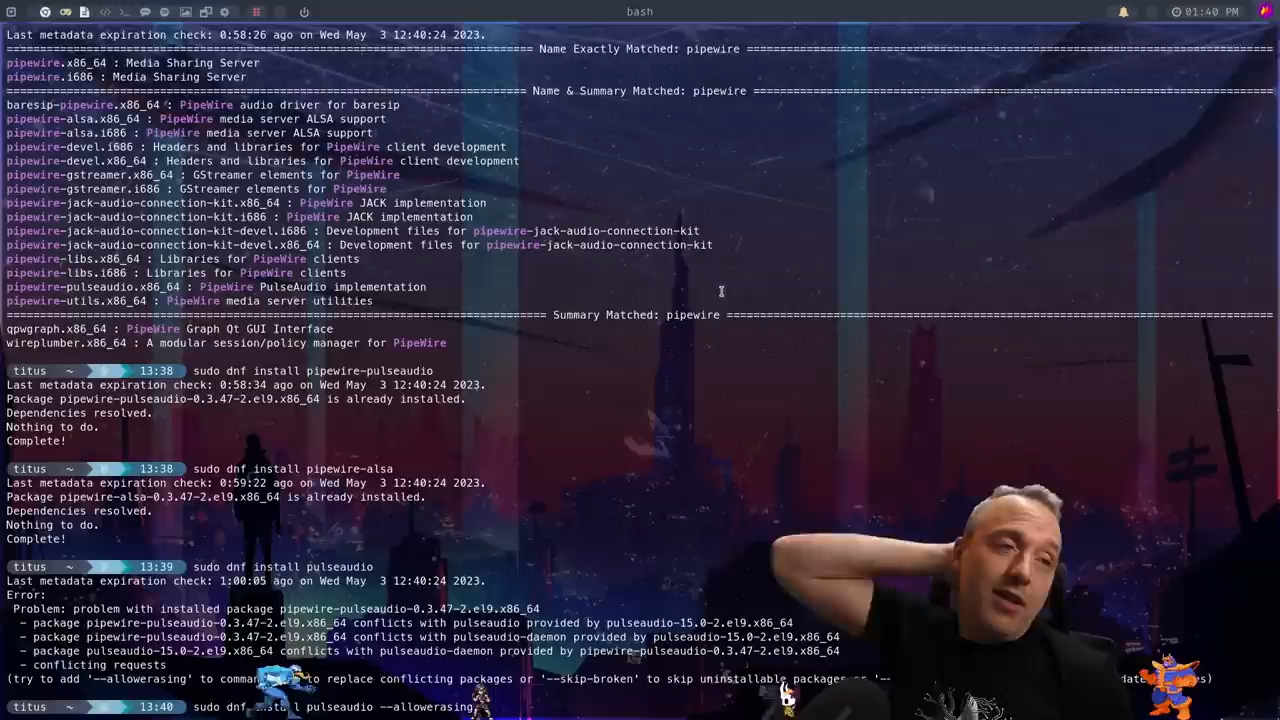 bash
01:40 PM
Last metadata expiration check: 0:58:26 ago on Wed May  3 12:40:24 2023.
================ Name Exactly Matched: pipewire ================
pipewire.x86_64 : Media Sharing Server
pipewire.i686 : Media Sharing Server
================ Name & Summary Matched: pipewire ================
baresip-pipewire.x86_64 : PipeWire audio driver for baresip
pipewire-alsa.x86_64 : PipeWire media server ALSA support
pipewire-alsa.i686 : PipeWire media server ALSA support
pipewire-devel.i686 : Headers and libraries for PipeWire client development
pipewire-devel.x86_64 : Headers and libraries for PipeWire client development
pipewire-gstreamer.x86_64 : GStreamer elements for PipeWire
pipewire-gstreamer.i686 : GStreamer elements for PipeWire
pipewire-jack-audio-connection-kit.x86_64 : PipeWire JACK implementation
pipewire-jack-audio-connection-kit.i686 : PipeWire JACK implementation
pipewire-jack-audio-connection-kit-devel.i686 : Development files for pipewire-jack-audio-connection-kit
pipewire-jack-audio-connection-kit-devel.x86_64 : Development files for pipewire-jack-audio-connection-kit
pipewire-libs.x86_64 : Libraries for PipeWire clients
pipewire-libs.i686 : Libraries for PipeWire clients
pipewire-pulseaudio.x86_64 : PipeWire PulseAudio implementation
pipewire-utils.x86_64 : PipeWire media server utilities
================ Summary Matched: pipewire ================
qpwgraph.x86_64 : PipeWire Graph Qt GUI Interface
wireplumber.x86_64 : A modular session/policy manager for PipeWire
titus ~ 13:38 sudo dnf install pipewire-pulseaudio
Last metadata expiration check: 0:58:34 ago on Wed May  3 12:40:24 2023.
Package pipewire-pulseaudio-0.3.47-2.el9.x86_64 is already installed.
Dependencies resolved.
Nothing to do.
Complete!
titus ~ 13:38 sudo dnf install pipewire-alsa
Last metadata expiration check: 0:59:22 ago on Wed May  3 12:40:24 2023.
Package pipewire-alsa-0.3.47-2.el9.x86_64 is already installed.
Dependencies resolved.
Nothing to do.
Complete!
titus ~ 13:39 sudo dnf install pulseaudio
Last metadata expiration check: 1:00:05 ago on Wed May  3 12:40:24 2023.
Error:
Problem: problem with installed package pipewire-pulseaudio-0.3.47-2.el9.x86_64
- package pipewire-pulseaudio-0.3.47-2.el9.x86_64 conflicts with pulseaudio provided by pulseaudio-15.0-2.el9.x86_64
- package pipewire-pulseaudio-0.3.47-2.el9.x86_64 conflicts with pulseaudio-daemon provided by pulseaudio-15.0-2.el9.x86_64
- package pulseaudio-15.0-2.el9.x86_64 conflicts with pulseaudio-daemon provided by pipewire-pulseaudio-0.3.47-2.el9.x86_64
- conflicting requests
(try to add '--allowerasing' to to replace conflicting packages or '--skip-broken' to skip uninstallable packages or
titus ~ 13:40 sudo dnf install pulseaudio --allowerasing